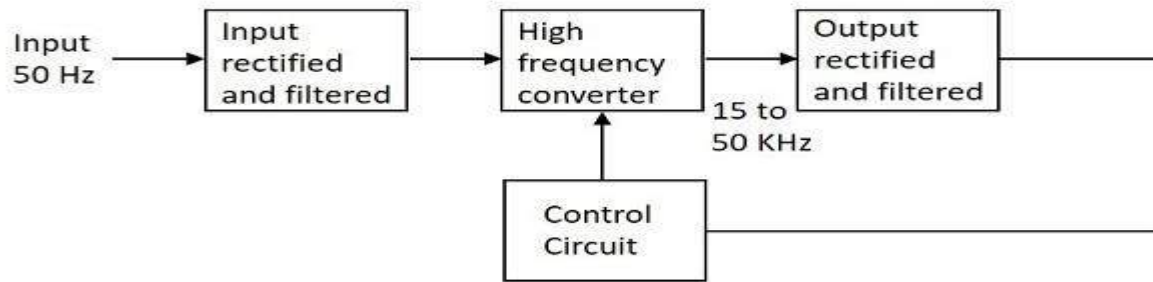 Input
50 Hz
Input
rectified
and filtered
High
frequency
converter
15 to
50 KHz
Output
rectified
and filtered
Control
Circuit